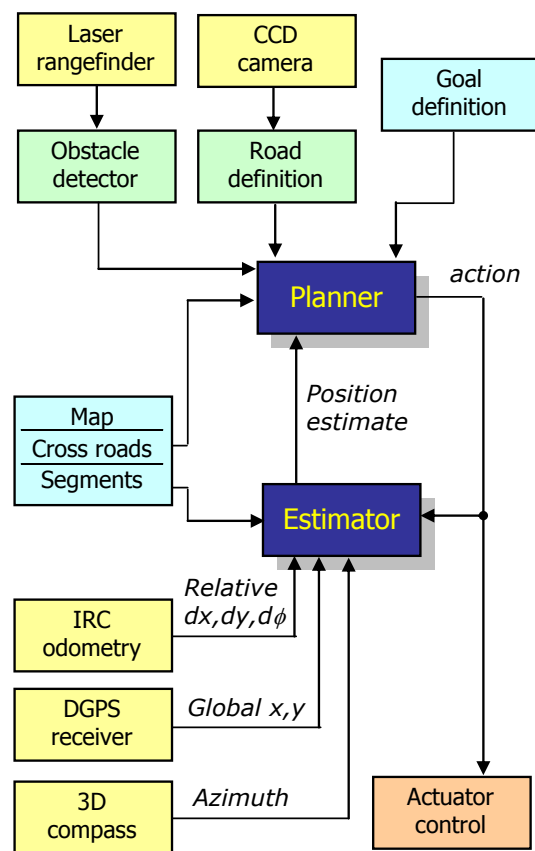 Laser
rangefinder
CCD
camera
Goal
definition
Obstacle
detector
Road
definition
Planner
action
Position
estimate
Map
Cross roads
Segments
Estimator
Relative
dx,dy,dϕ
IRC
odometry
DGPS
receiver
Global x,y
3D
compass
Azimuth
Actuator
control